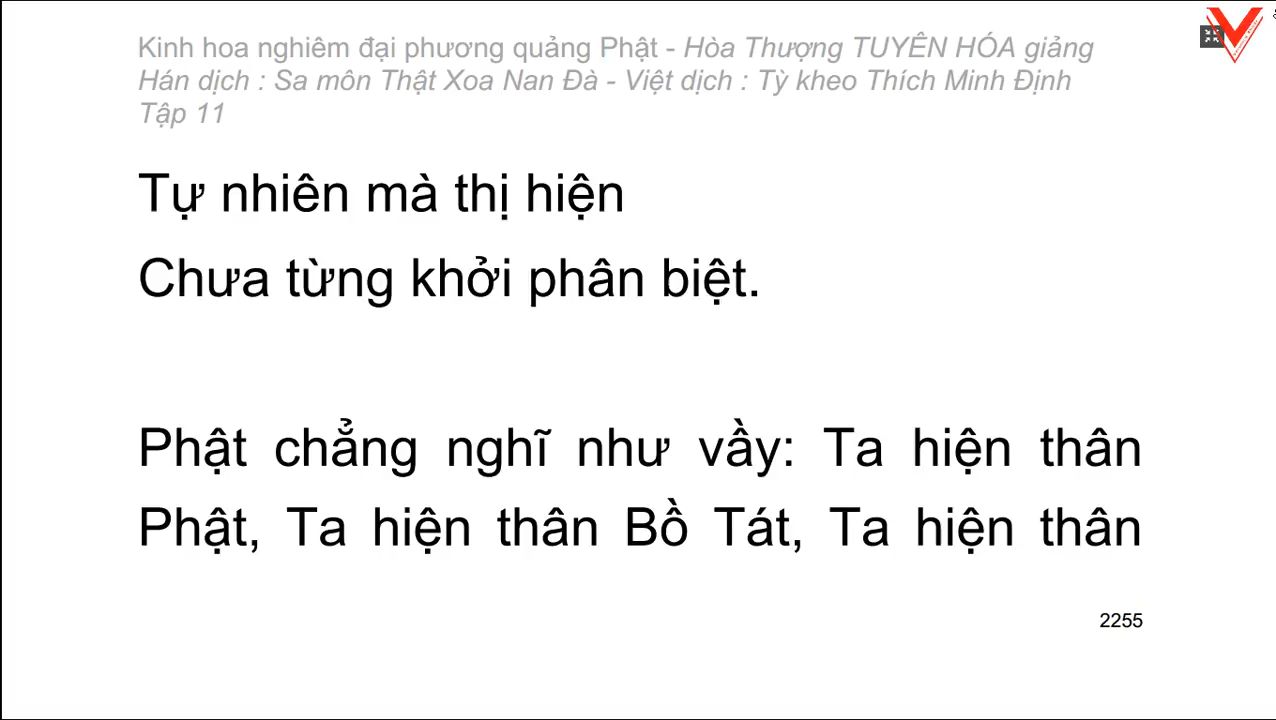 Kinh hoa nghiêm đại phương quảng Phật - Hòa Thượng TUYÊN HÓA giảng
Hán dịch : Sa môn Thật Xoa Nan Đà - Việt dịch : Tỳ kheo Thích Minh Định
Tập 11
Tự nhiên mà thị hiện
Chưa từng khởi phân biệt.
Phật chẳng nghĩ như vầy: Ta hiện thân
Phật, Ta hiện thân Bồ Tát, Ta hiện thân
2255